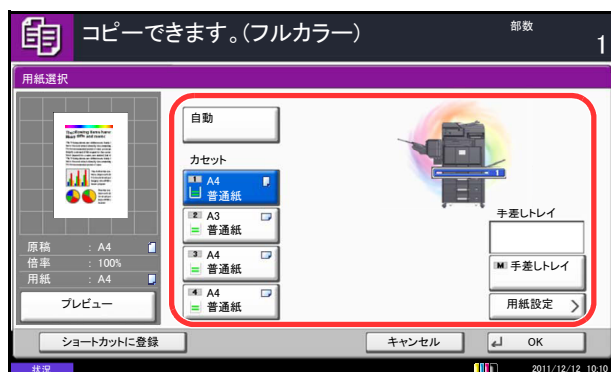 コピーできます。(フルカラー)
部数
1
用紙選択
自動
カセット
1 A4
普通紙
2 A3
普通紙
3 A4
普通紙
4 A4
普通紙
1
手差しトレイ
M 手差しトレイ
用紙設定
原稿 : A4
倍率 : 100%
用紙 : A4
プレビュー
ショートカットに登録
キャンセル
OK
状況
2011/12/12 10:10